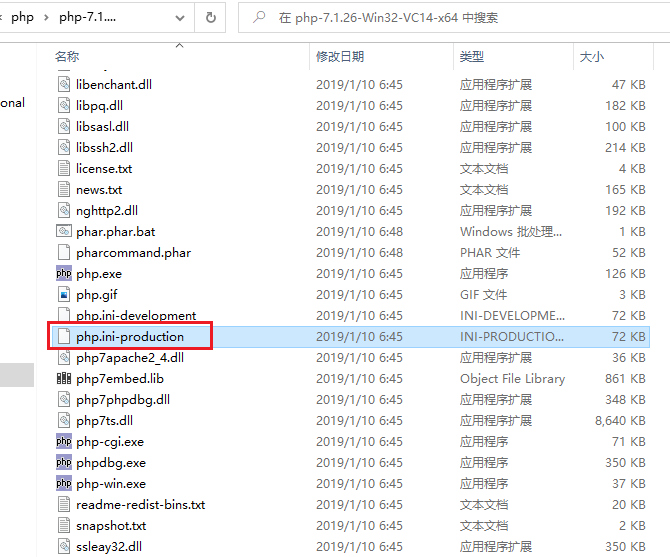 php › php-7.1.... 在 php-7.1.26-Win32-VC14-x64 中搜索
名称 修改日期 类型 大小
onal libenchant.dll 2019/1/10 6:45 应用程序扩展 47 KB
libpq.dll 2019/1/10 6:45 应用程序扩展 182 KB
libsasl.dll 2019/1/10 6:45 应用程序扩展 100 KB
libssh2.dll 2019/1/10 6:45 应用程序扩展 214 KB
license.txt 2019/1/10 6:45 文本文档 4 KB
news.txt 2019/1/10 6:45 文本文档 165 KB
nghttp2.dll 2019/1/10 6:45 应用程序扩展 192 KB
phar.phar.bat 2019/1/10 6:48 Windows 批处理... 1 KB
pharcommand.phar 2019/1/10 6:48 PHAR 文件 52 KB
php.exe 2019/1/10 6:45 应用程序 126 KB
php.gif 2019/1/10 6:45 GIF 文件 3 KB
php.ini-development 2019/1/10 6:45 INI-DEVELOPME... 72 KB
php.ini-production 2019/1/10 6:45 INI-PRODUCTIO... 72 KB
php7apache2_4.dll 2019/1/10 6:45 应用程序扩展 36 KB
php7embed.lib 2019/1/10 6:45 Object File Library 861 KB
php7phpdbg.dll 2019/1/10 6:45 应用程序扩展 348 KB
php7ts.dll 2019/1/10 6:45 应用程序扩展 8,640 KB
php-cgi.exe 2019/1/10 6:45 应用程序 71 KB
phpdbg.exe 2019/1/10 6:45 应用程序 350 KB
php-win.exe 2019/1/10 6:45 应用程序 37 KB
readme-redist-bins.txt 2019/1/10 6:45 文本文档 20 KB
snapshot.txt 2019/1/10 6:45 文本文档 2 KB
ssleay32.dll 2019/1/10 6:45 应用程序扩展 350 KB